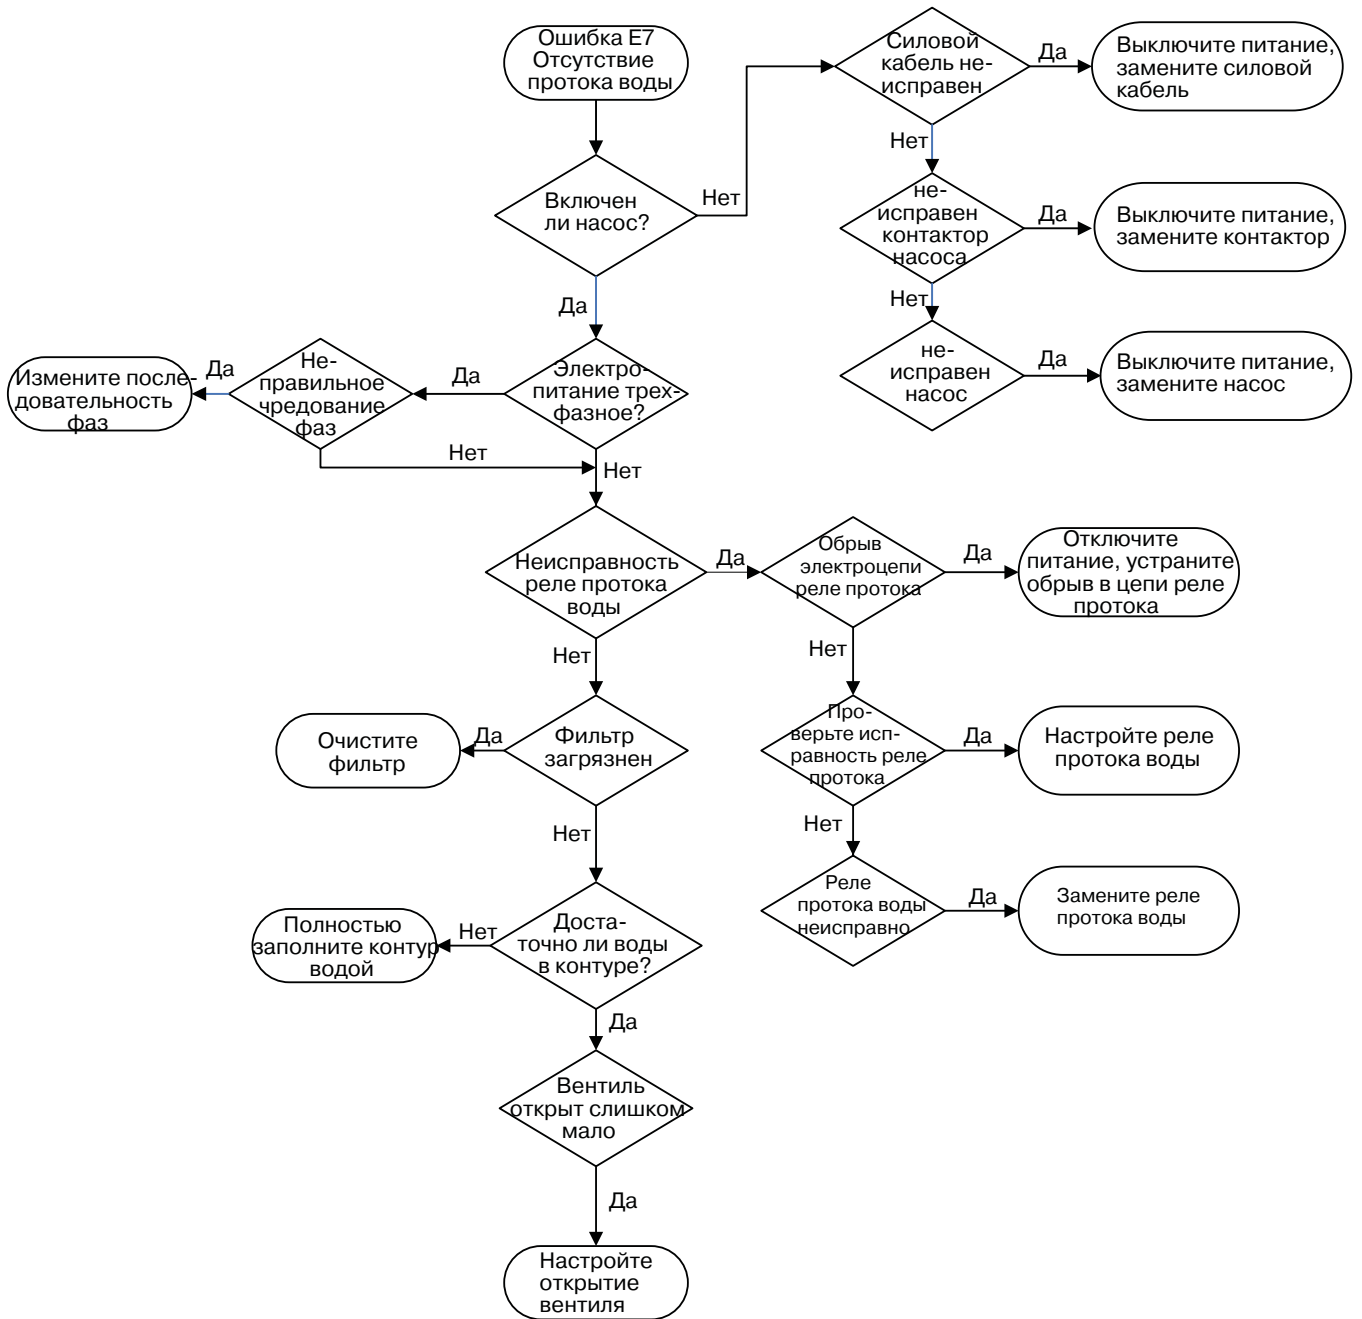 Ошибка E7
Отсутствие
протока воды
Силовой
кабель не-
исправен
Да
Выключите питание,
замените силовой
кабель
Нет
Включен
ли насос?
Нет
не-
исправен
контактор
насоса
Да
Выключите питание,
замените контактор
Нет
Да
не-
исправен
насос
Да
Выключите питание,
замените насос
Электро-
питание трех-
фазное?
Да
Не-
правильное
чредование
фаз
Да
Измените после-
довательность
фаз
Нет
Нет
Неисправность
реле протока
воды
Да
Обрыв
электроцепи
реле протока
Да
Отключите
питание, устраните
обрыв в цепи реле
протока
Нет
Нет
Фильтр
загрязнен
Да
Очистите
фильтр
Про-
верьте исп-
равность реле
протока
Да
Настройте реле
протока воды
Нет
Нет
Доста-
точно ли воды
в контуре?
Нет
Полностью
заполните контур
водой
Реле
протока воды
неисправно
Да
Замените реле
протока воды
Да
Вентиль
открыт слишком
мало
Да
Настройте
открытие
вентиля